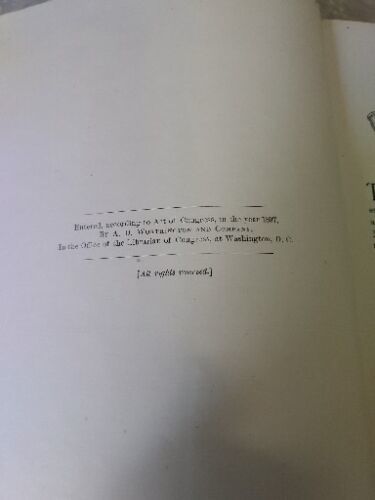 Entered, according to Act of Congress, in the year 1897,
By A. D. Worthington and Company,
In the Office of the Librarian of Congress, at Washington, D. C.
[All rights reserved.]
T